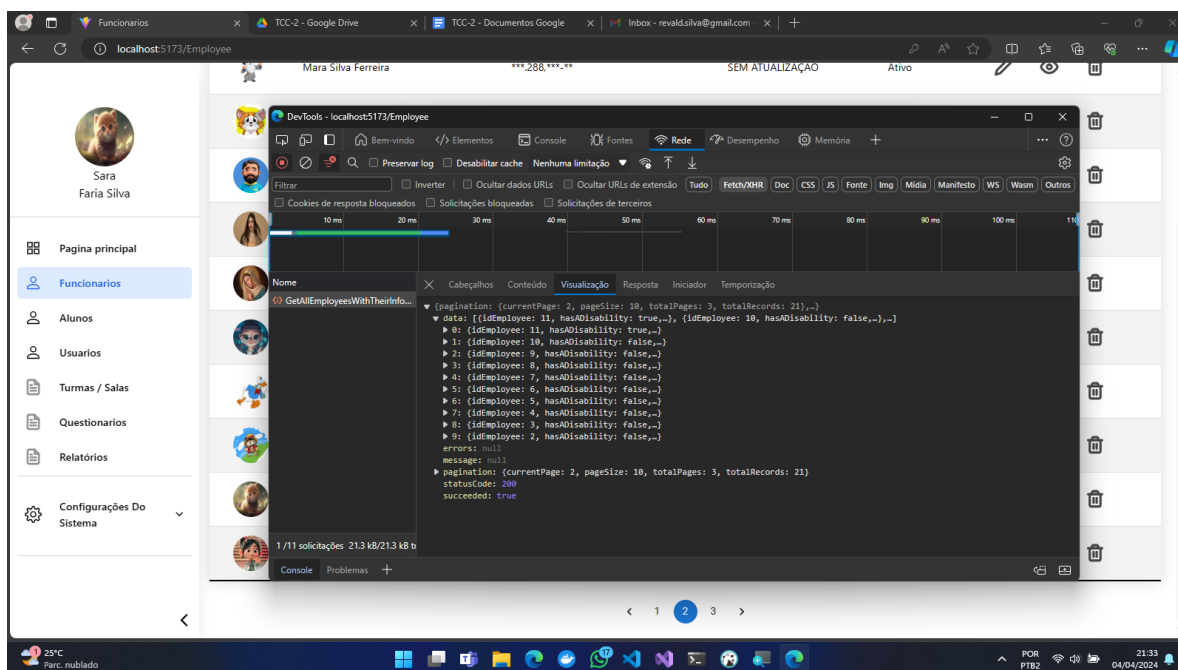 Funcionarios
TCC-2 - Google Drive
TCC-2 - Documentos Google
Inbox - revald.silva@gmail.com -
localhost:5173/Employee
Mara Silva Ferreira ***.288.***-** SEM ATUALIZAÇÃO Ativo
Sara
Faria Silva
Pagina principal
Funcionarios
Alunos
Usuarios
Turmas / Salas
Questionarios
Relatórios
Configurações Do
Sistema
DevTools - localhost:5173/Employee
Bem-vindo Elementos Console Fontes Rede Desempenho Memória
Preservar log Desabilitar cache Nenhuma limitação
Filtrar Inverter Ocultar dados URLs Ocultar URLs de extensão Tudo Fetch/XHR Doc CSS JS Fonte Img Mídia Manifesto WS Wasm Outros
Cookies de resposta bloqueados Solicitações bloqueadas Solicitações de terceiros
10 ms 20 ms 30 ms 40 ms 50 ms 60 ms 70 ms 80 ms 90 ms 100 ms 110
Nome
GetAllEmployeesWithTheirInfo...
Cabeçalhos Conteúdo Visualização Resposta Iniciador Temporização
{pagination: {currentPage: 2, pageSize: 10, totalPages: 3, totalRecords: 21},…}
data: [{idEmployee: 11, hasADisability: true,…}, {idEmployee: 10, hasADisability: false,…},…]
0: {idEmployee: 11, hasADisability: true,…}
1: {idEmployee: 10, hasADisability: false,…}
2: {idEmployee: 9, hasADisability: false,…}
3: {idEmployee: 8, hasADisability: false,…}
4: {idEmployee: 7, hasADisability: false,…}
5: {idEmployee: 6, hasADisability: false,…}
6: {idEmployee: 5, hasADisability: false,…}
7: {idEmployee: 4, hasADisability: false,…}
8: {idEmployee: 3, hasADisability: false,…}
9: {idEmployee: 2, hasADisability: false,…}
errors: null
message: null
pagination: {currentPage: 2, pageSize: 10, totalPages: 3, totalRecords: 21}
statusCode: 200
succeeded: true
1 /11 solicitações 21.3 kB/21.3 kB tr
Console Problemas
1 2 3
25°C
Parc. nublado
17
POR
PTB2
21:33
04/04/2024